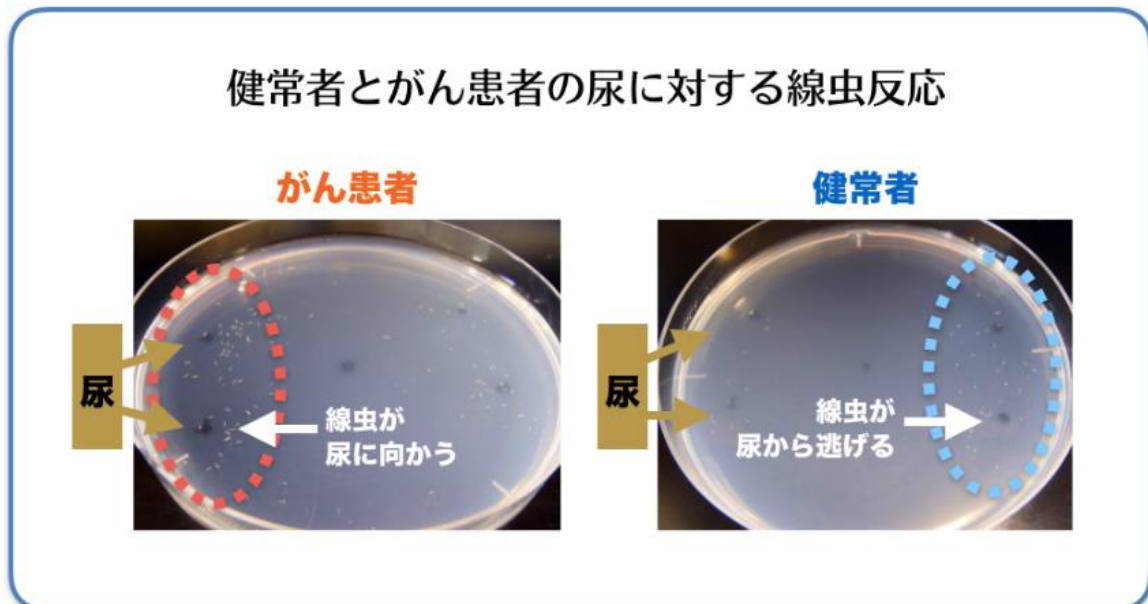 健常者とがん患者の尿に対する線虫反応
がん患者
尿
線虫が
尿に向かう
健常者
尿
線虫が
尿から逃げる